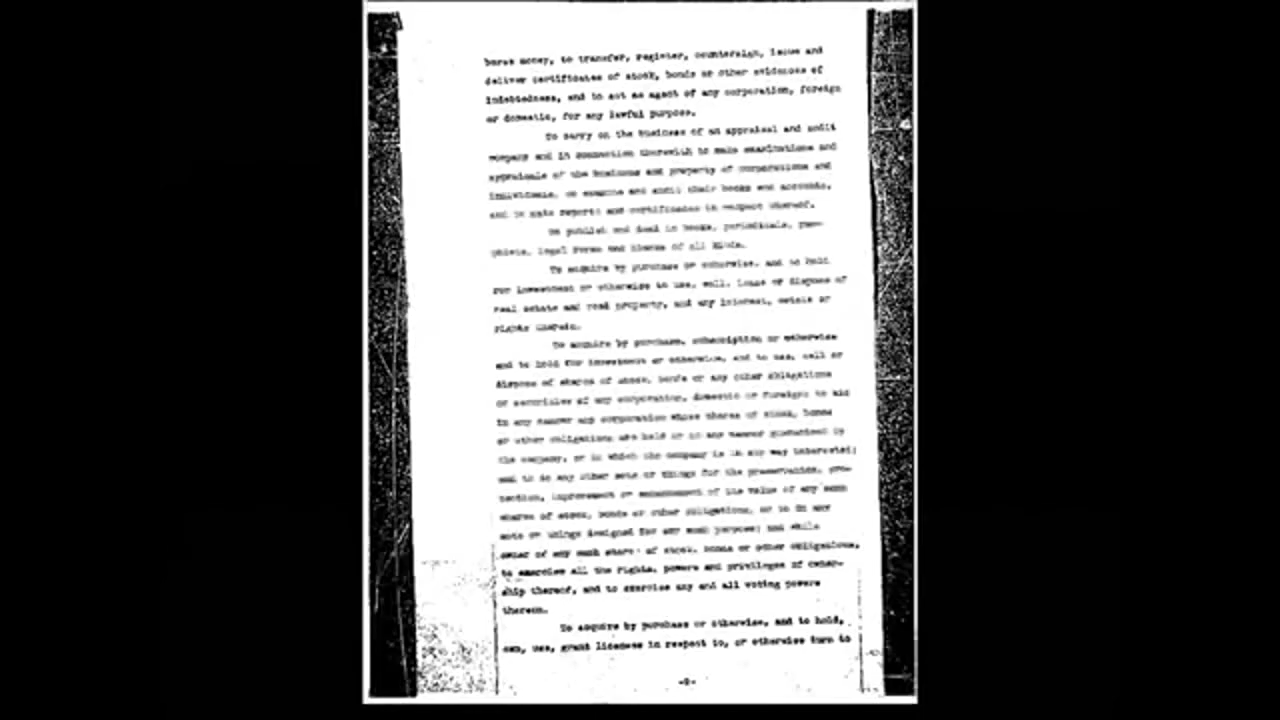 money, to transfer, register, countersign, issue and
deliver certificates of stock, bonds or other evidences of
indebtedness, and to act as agent of any corporation, foreign
or domestic, for any lawful purpose.
To carry on the business of an appraisal and audit
company and in connection therewith to make examinations and
appraisals of the business and property of corporations and
individuals, to examine and audit their books and accounts,
and to make reports and certificates in respect thereof.
To publish and deal in books, periodicals, pam-
phlets, legal forms and blanks of all kinds.
To acquire by purchase or otherwise, and to hold
for investment or otherwise to use, sell, lease or dispose of
real estate and real property, and any interest, estate or
rights therein.
To acquire by purchase, subscription or otherwise
and to hold for investment or otherwise, and to use, sell or
dispose of shares of stock, bonds or any other obligations
or securities of any corporation, domestic or foreign; to aid
in any manner any corporation whose shares of stock, bonds
or other obligations are held or in any manner guaranteed by
the company, or in which the company is in any way interested;
and to do any other acts or things for the preservation, pro-
tection, improvement or enhancement of the value of any such
shares of stock, bonds or other obligations, or to do any
acts or things designed for any such purpose; and while
owner of any such shares of stock, bonds or other obligations,
to exercise all the rights, powers and privileges of owner-
ship thereof, and to exercise any and all voting powers
thereon.
To acquire by purchase or otherwise, and to hold,
own, use, grant licenses in respect to, or otherwise turn to